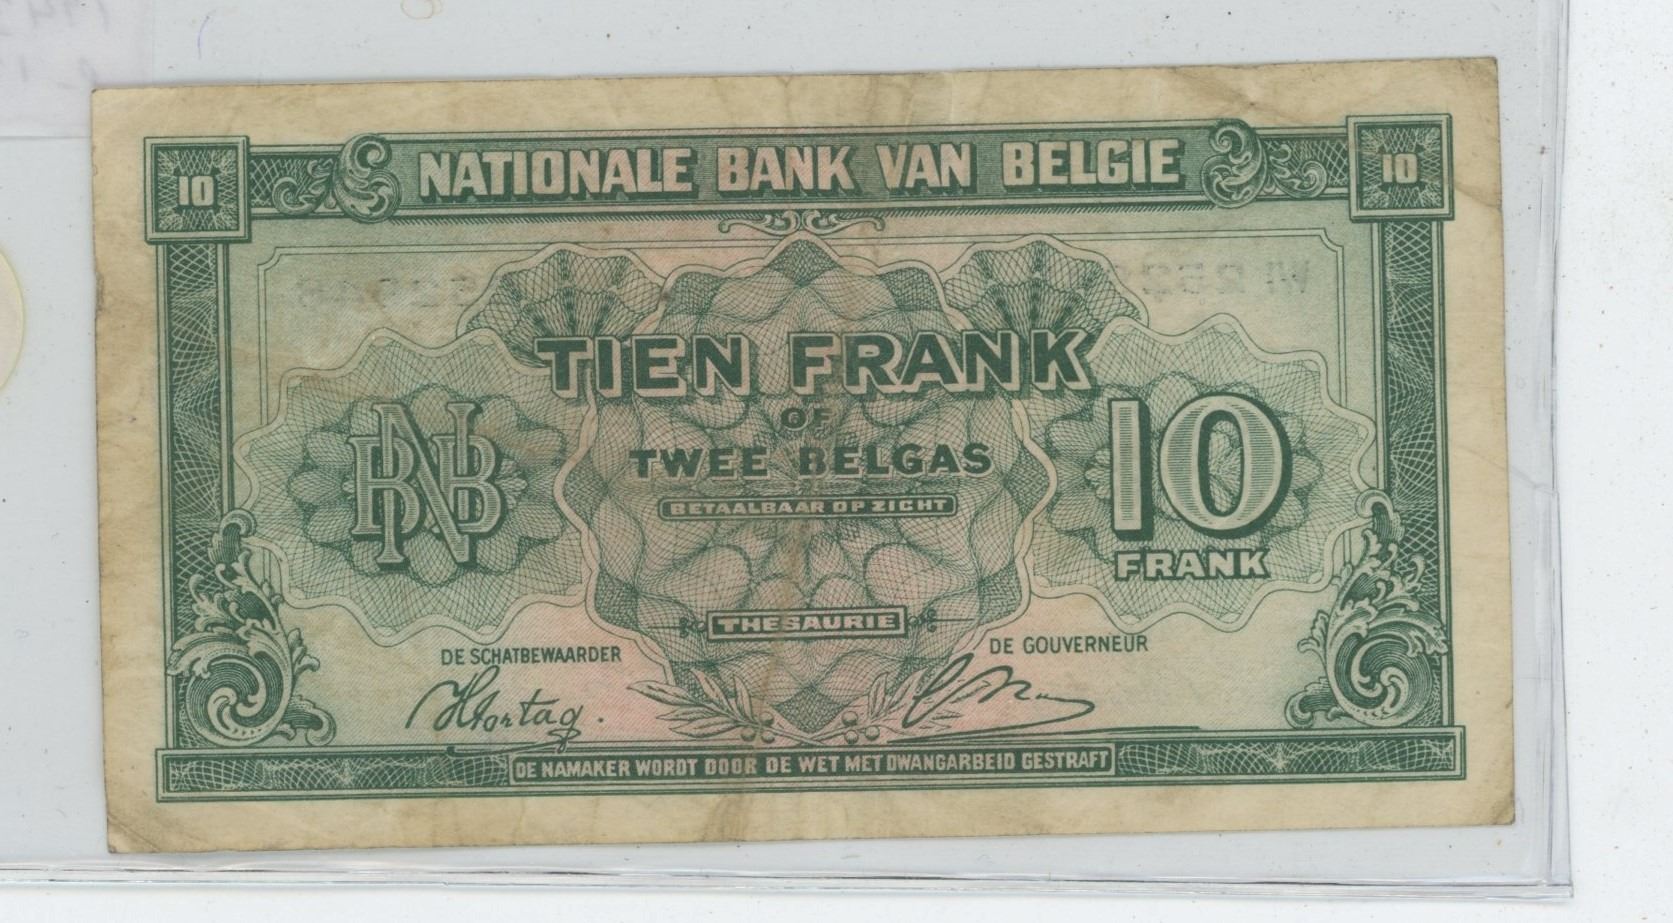 NATIONALE BANK VAN BELGIE
10
10
TIEN FRANK
OF
TWEE BELGAS
BETAALBAAR OP ZICHT
BNB
10
FRANK
THESAURIE
DE SCHATBEWAARDER
DE GOUVERNEUR
DE NAMAKER WORDT DOOR DE WET MET DWANGARBEID GESTRAFT